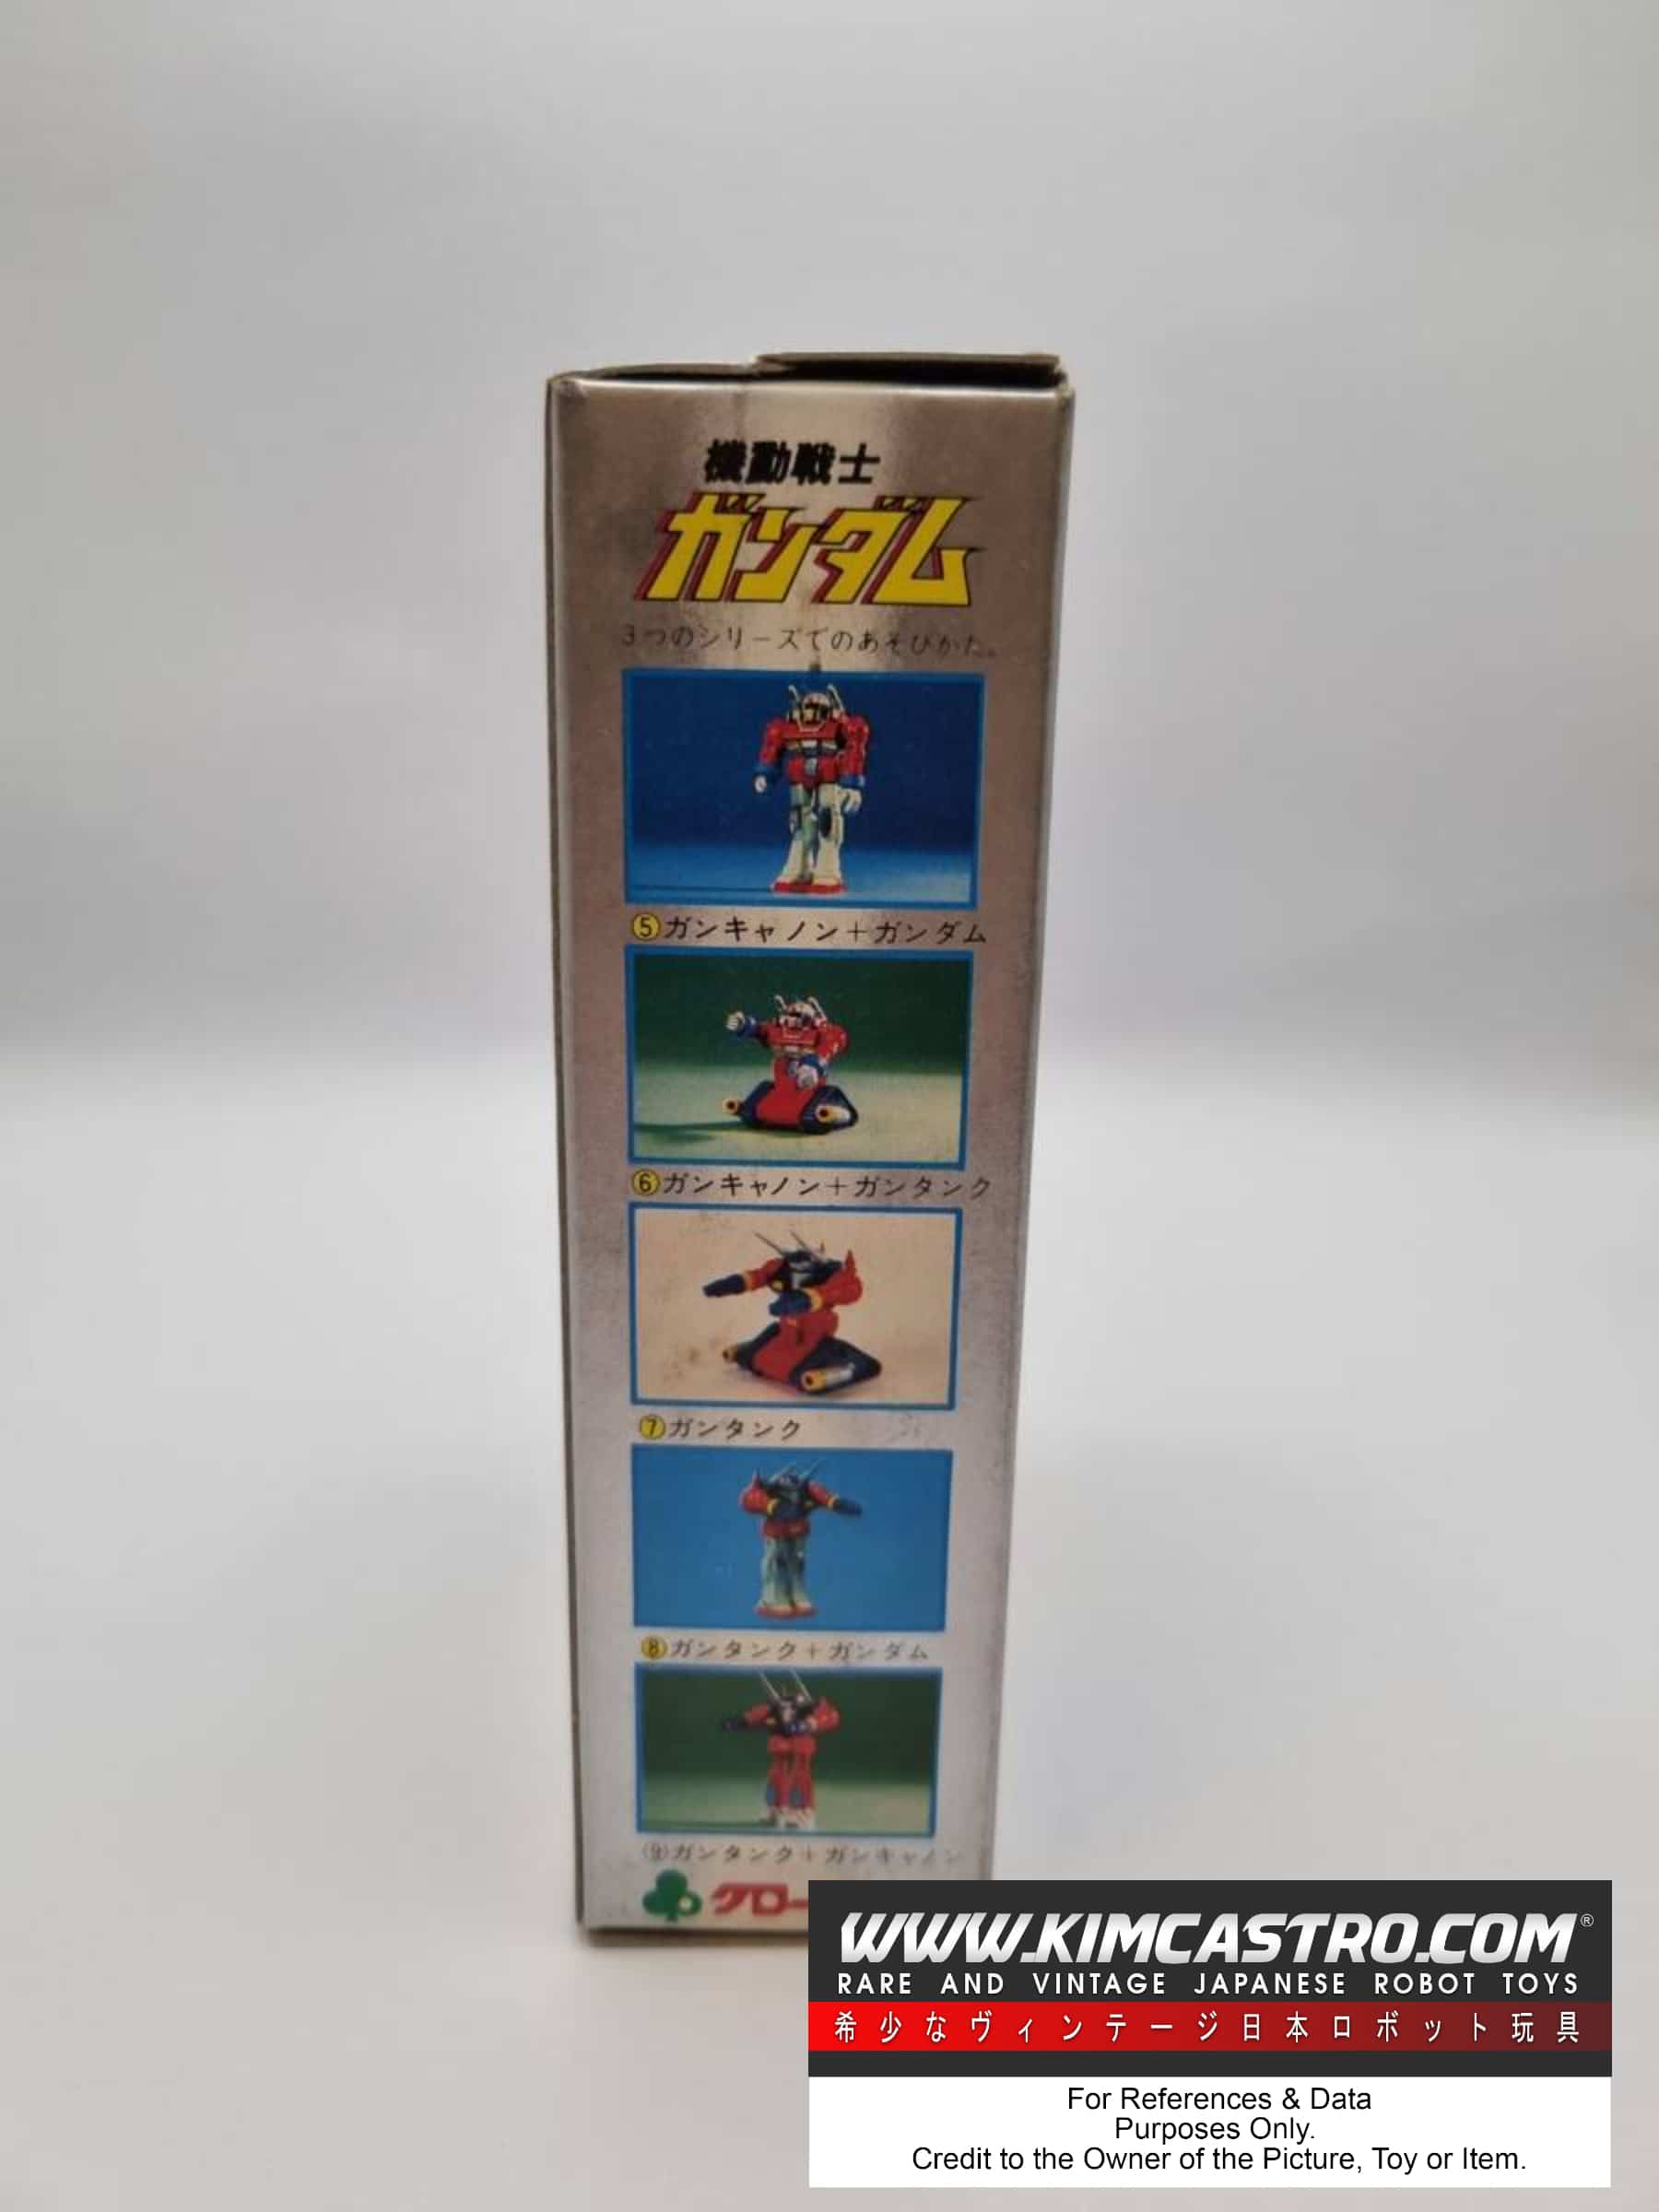 機動戦士
ガンダム
3つのシリーズでのあそびかた。
⑤ガンキャノン+ガンダム
⑥ガンキャノン+ガンタンク
⑦ガンタンク
⑧ガンタンク+ガンダム
⑨ガンタンク+ガンキャノン
クロー
WWW.KIMCASTRO.COM®
RARE AND VINTAGE JAPANESE ROBOT TOYS
希少なヴィンテージ日本ロボット玩具
For References & Data
Purposes Only.
Credit to the Owner of the Picture, Toy or Item.